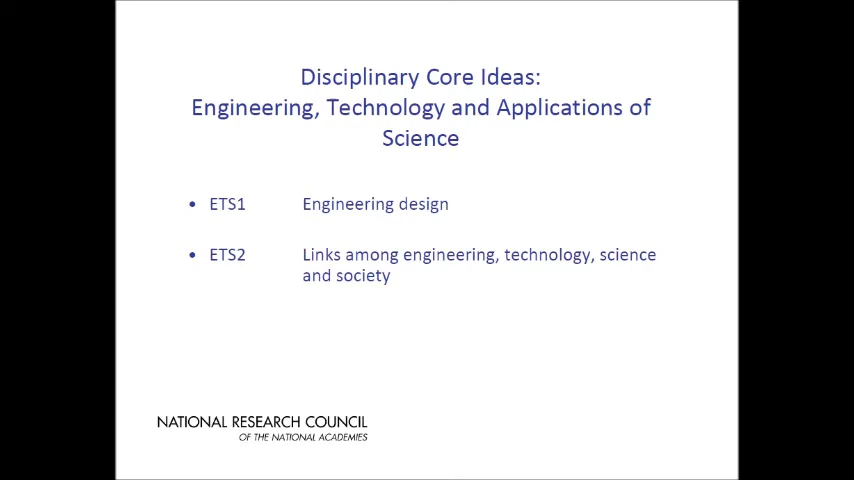 Disciplinary Core Ideas:
Engineering, Technology and Applications of
Science
• ETS1 Engineering design
• ETS2 Links among engineering, technology, science
and society
NATIONAL RESEARCH COUNCIL
OF THE NATIONAL ACADEMIES